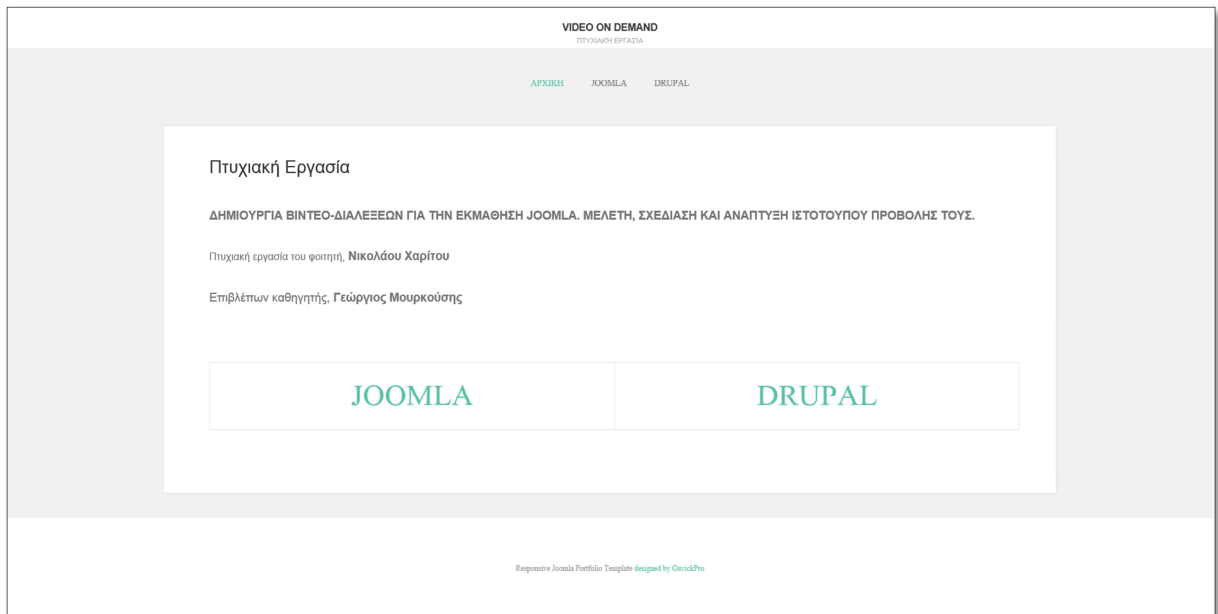 VIDEO ON DEMAND
ΠΤΥΧΙΑΚΗ ΕΡΓΑΣΙΑ
ΑΡΧΙΚΗ JOOMLA DRUPAL
Πτυχιακή Εργασία
ΔΗΜΙΟΥΡΓΙΑ ΒΙΝΤΕΟ-ΔΙΑΛΕΞΕΩΝ ΓΙΑ ΤΗΝ ΕΚΜΑΘΗΣΗ JOOMLA. ΜΕΛΕΤΗ, ΣΧΕΔΙΑΣΗ ΚΑΙ ΑΝΑΠΤΥΞΗ ΙΣΤΟΤΟΥΠΟΥ ΠΡΟΒΟΛΗΣ ΤΟΥΣ.
Πτυχιακή εργασία του φοιτητή, Νικολάου Χαρίτου
Επιβλέπων καθηγητής, Γεώργιος Μουρκούσης
JOOMLA DRUPAL
Responsive Joomla Portfolio Template designed by GavickPro